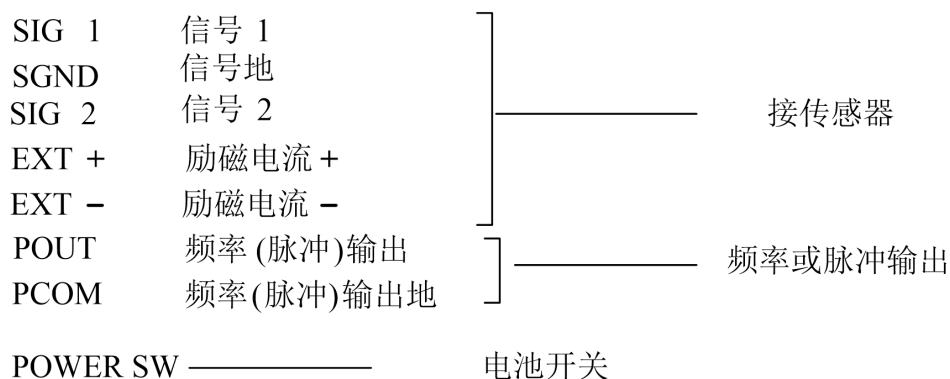 SIG 1 信号 1
SGND 信号地
SIG 2 信号 2
接传感器
EXT + 励磁电流 +
EXT − 励磁电流 −
POUT 频率 (脉冲)输出
频率或脉冲输出
PCOM 频率(脉冲)输出地
POWER SW 电池开关